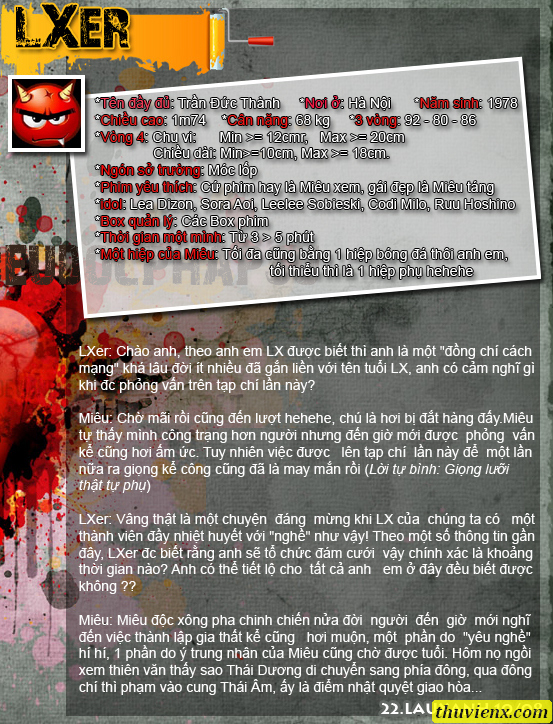 LXER
*Tên đầy đủ: Trần Đức Thành *Nơi ở: Hà Nội *Năm sinh: 1978
*Chiều cao: 1m74 *Cân nặng: 68 kg *3 vòng: 92 - 80 - 86
*Vòng 4: Chu vi: Min >= 12cmr, Max >= 20cm
Chiều dài: Min>=10cm, Max >= 18cm.
*Ngón sở trường: Móc lốp
*Phim yêu thích: Cứ phim hay là Miêu xem, gái đẹp là Miêu tăng
*Idol: Lea Dizon, Sora Aoi, Leelee Sobieski, Codi Milo, Ruu Hoshino
*Box quản lý: Các Box phim
*Thời gian một mình: Từ 3 > 5 phút
*Một hiệp của Miêu: Tối đa cũng bằng 1 hiệp bóng đá thôi anh em,
tối thiểu thì là 1 hiệp phụ hehehe
LXer: Chào anh, theo anh em LX được biết thì anh là một "đồng chí cách
mạng" khá lâu đời ít nhiều đã gắn liền với tên tuổi LX, anh có cảm nghĩ gì
khi đc phỏng vấn trên tạp chí lần này?
Miêu: Chờ mãi rồi cũng đến lượt hehehe, chú là hơi bị đắt hàng đấy.Miêu
tự thấy mình công trạng hơn người nhưng đến giờ mới được phỏng vấn
kể cũng hơi ấm ức. Tuy nhiên việc được lên tạp chí lần này để một lần
nữa ra giọng kể công cũng đã là may mắn rồi (Lời tự bình: Giọng lưỡi
thật tự phụ)
LXer: Vâng thật là một chuyện đáng mừng khi LX của chúng ta có một
thành viên đầy nhiệt huyết với "nghề" như vậy! Theo một số thông tin gần
đây, LXer đc biết rằng anh sẽ tổ chức đám cưới vậy chính xác là khoảng
thời gian nào? Anh có thể tiết lộ cho tất cả anh em ở đây đều biết được
không ??
Miêu: Miêu độc xông pha chinh chiến nửa đời người đến giờ mới nghĩ
đến việc thành lập gia thất kể cũng hơi muộn, một phần do "yêu nghề"
hí hí, 1 phần do ý trung nhân của Miêu cũng chờ được tuổi. Hôm nọ ngồi
xem thiên văn thấy sao Thái Dương di chuyển sang phía đông, qua đông
chí thì phạm vào cung Thái Âm, ấy là điểm nhật quyệt giao hòa...
thuvienx.com